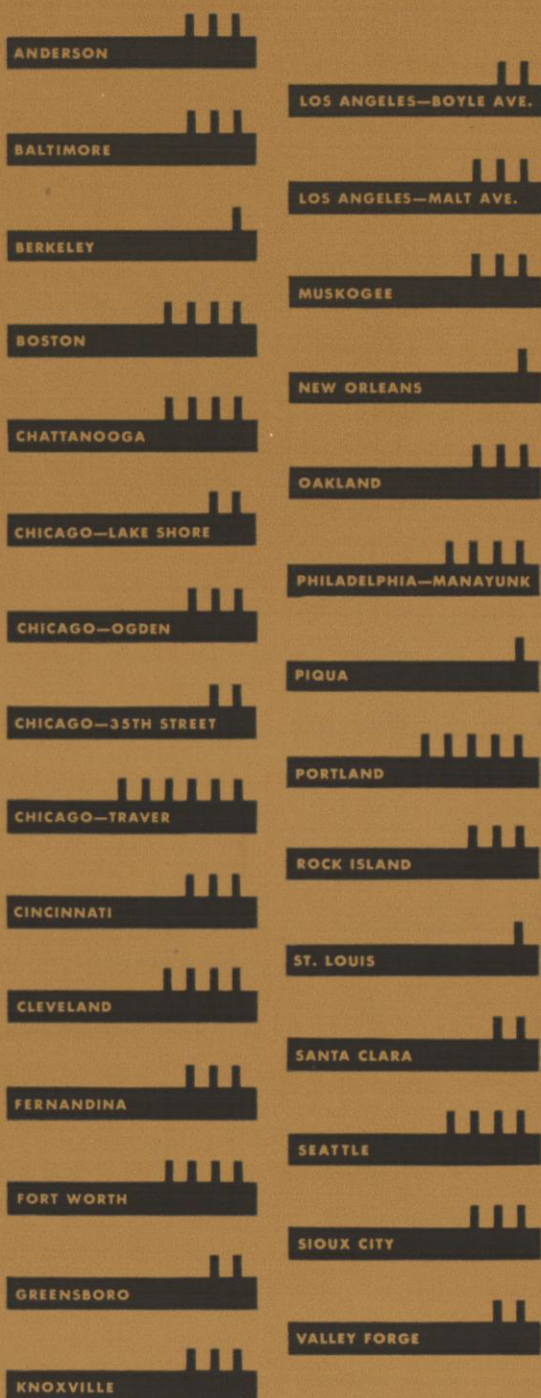 ANDERSON
BALTIMORE
BERKELEY
BOSTON
CHATTANOOGA
CHICAGO—LAKE SHORE
CHICAGO—OGDEN
CHICAGO—35TH STREET
CHICAGO—TRAVER
CINCINNATI
CLEVELAND
FERNANDINA
FORT WORTH
GREENSBORO
KNOXVILLE
LOS ANGELES—BOYLE AVE.
LOS ANGELES—MALT AVE.
MUSKOGEE
NEW ORLEANS
OAKLAND
PHILADELPHIA—MANAYUNK
PIQUA
PORTLAND
ROCK ISLAND
ST. LOUIS
SANTA CLARA
SEATTLE
SIOUX CITY
VALLEY FORGE